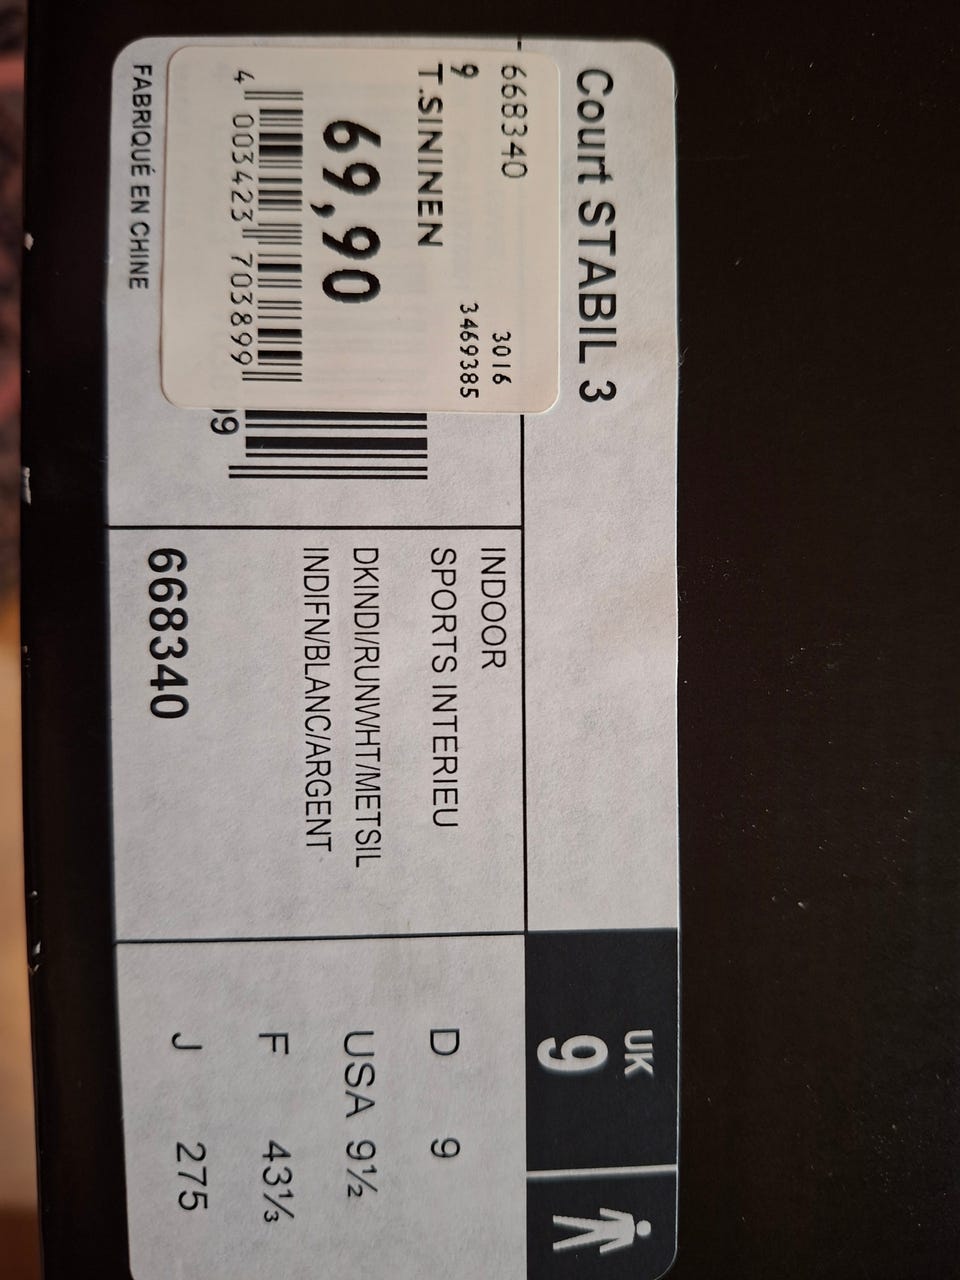 Court STABIL 3
UK
9
668340
3016
9
3469385
T.SININEN
69,90
4 003423 703899
99
FABRIQUÉ EN CHINE
INDOOR
SPORTS INTERIEU
DKINDI/RUNWHT/METSIL
INDIFN/BLANC/ARGENT
668340
D 9
USA 9½
F 43⅓
J 275